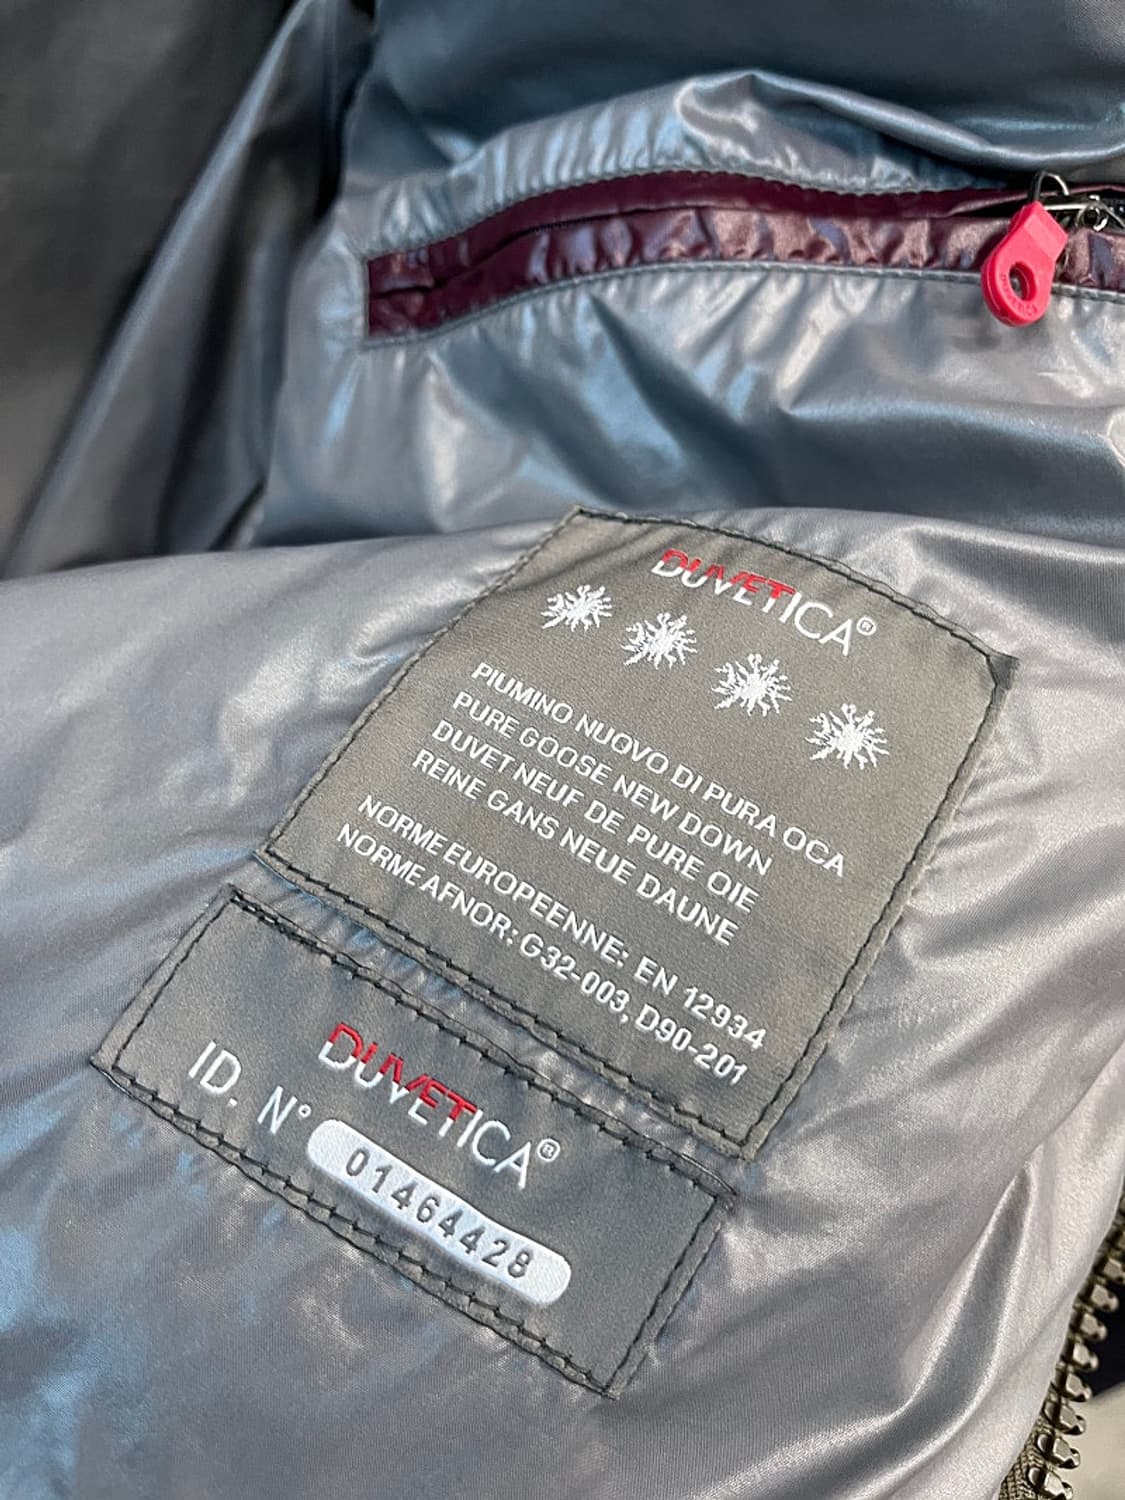 DUVETICA®
PIUMINO NUOVO DI PURA OCA
PURE GOOSE NEW DOWN
DUVET NEUF DE PURE OIE
REINE GANS NEUE DAUNE
NORME EUROPEENNE: EN 12934
NORME AFNOR: G32-003, D90-201
DUVETICA®
ID. N° 01464428